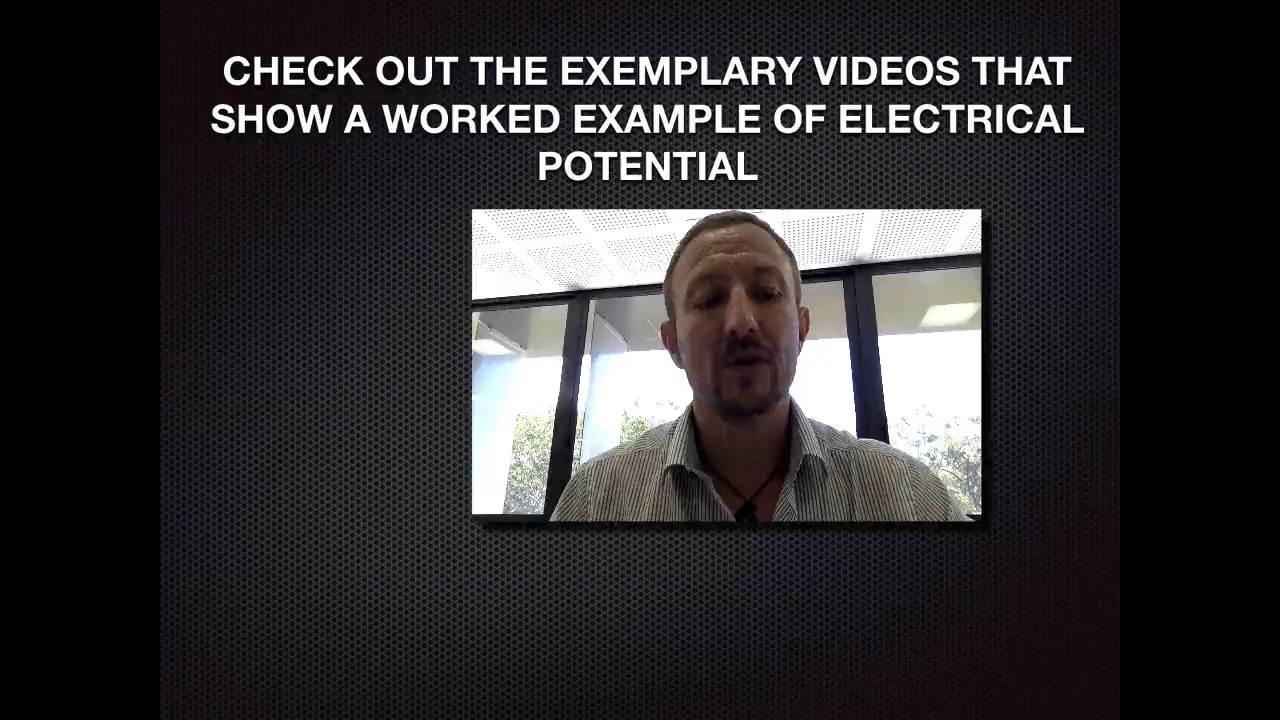 CHECK OUT THE EXEMPLARY VIDEOS THAT
SHOW A WORKED EXAMPLE OF ELECTRICAL
POTENTIAL